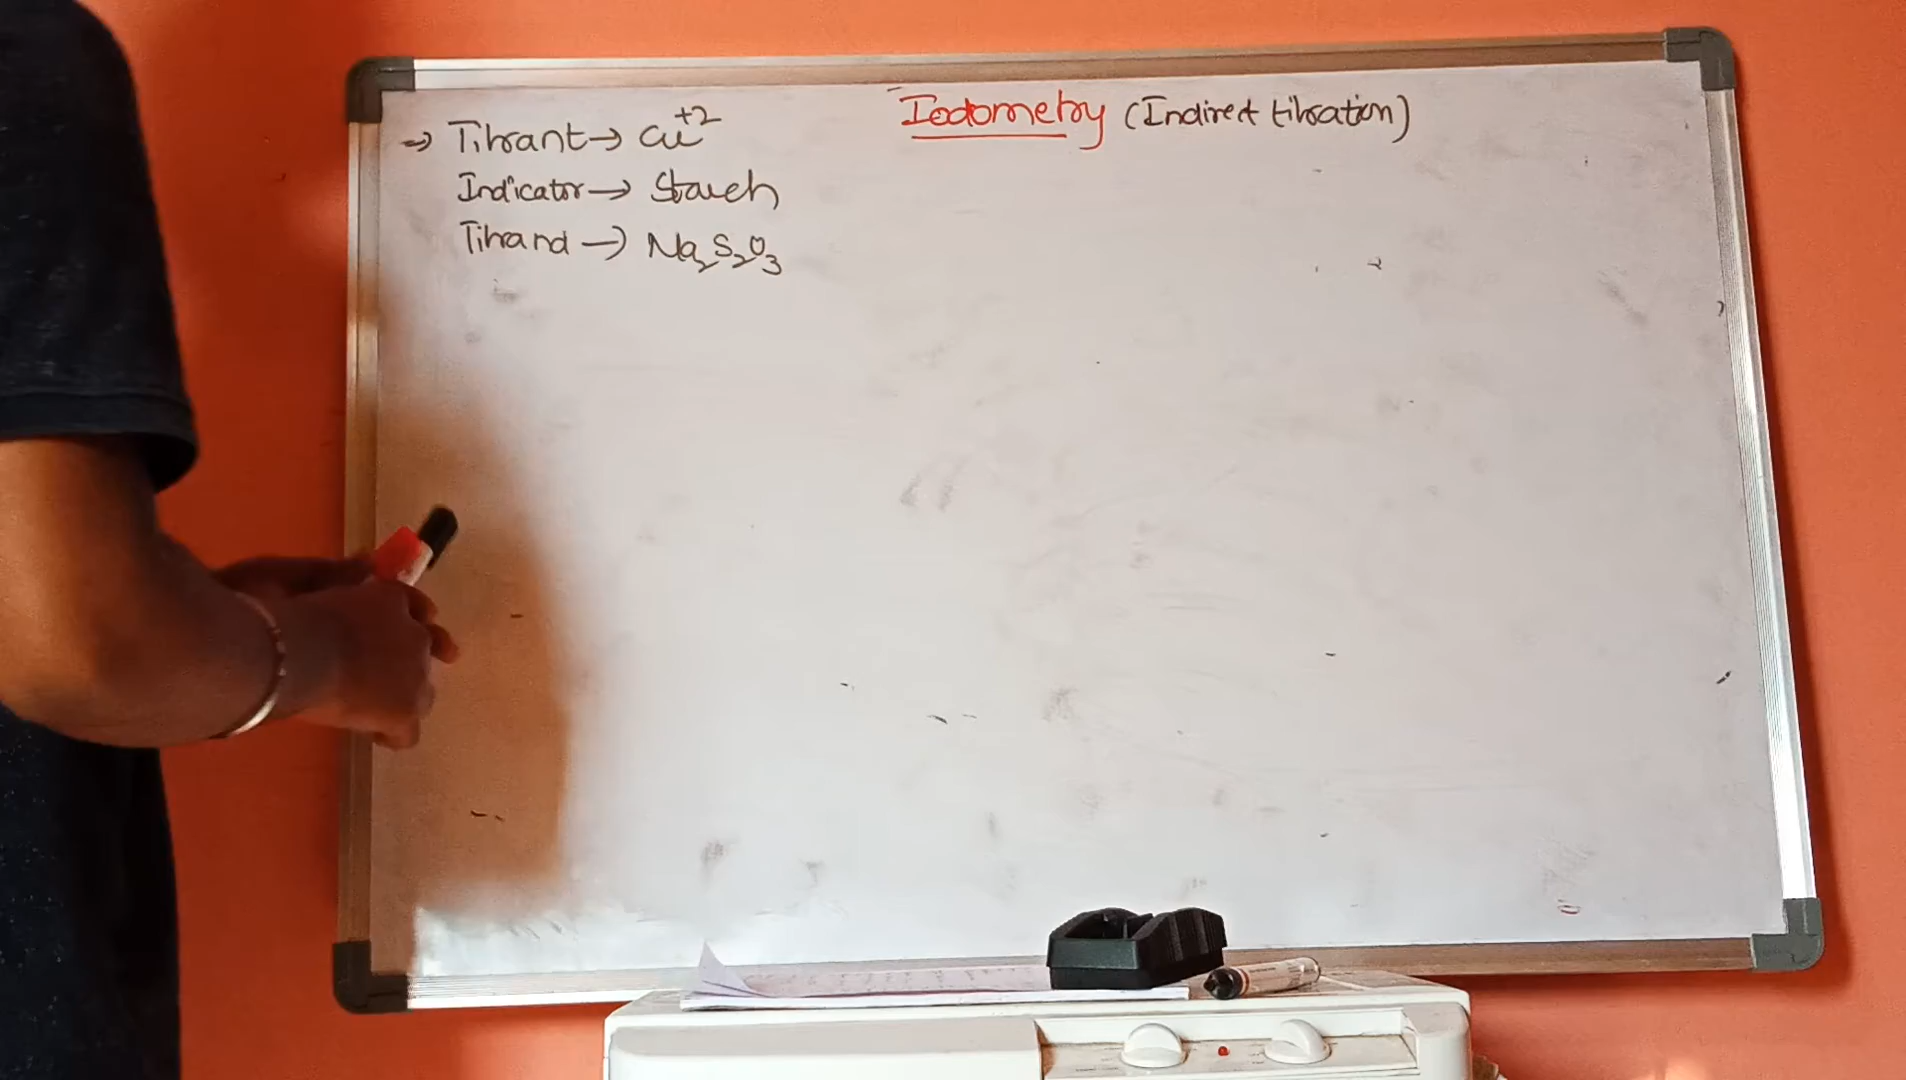 Iodometry (Indirect titration)
→ Titrant → Cu+2
Indicator → Starch
Titrand → Na2S2O3